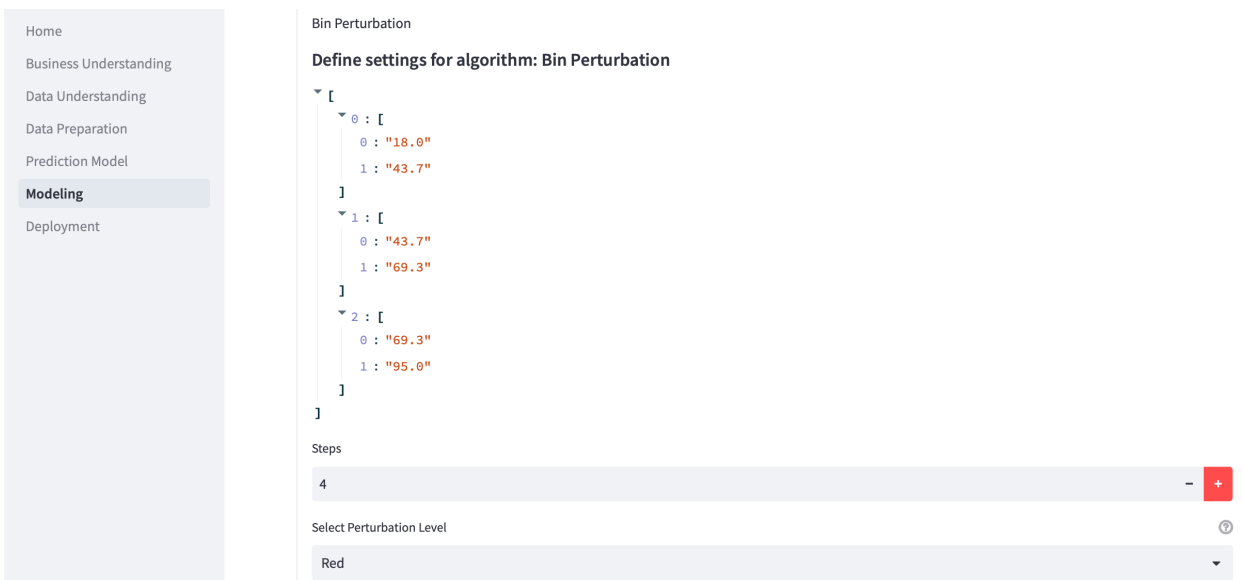 Home
Business Understanding
Data Understanding
Data Preparation
Prediction Model
Modeling
Deployment
Bin Perturbation
Define settings for algorithm: Bin Perturbation
[
0 : [
0 : "18.0"
1 : "43.7"
]
1 : [
0 : "43.7"
1 : "69.3"
]
2 : [
0 : "69.3"
1 : "95.0"
]
]
Steps
4 - +
Select Perturbation Level
Red